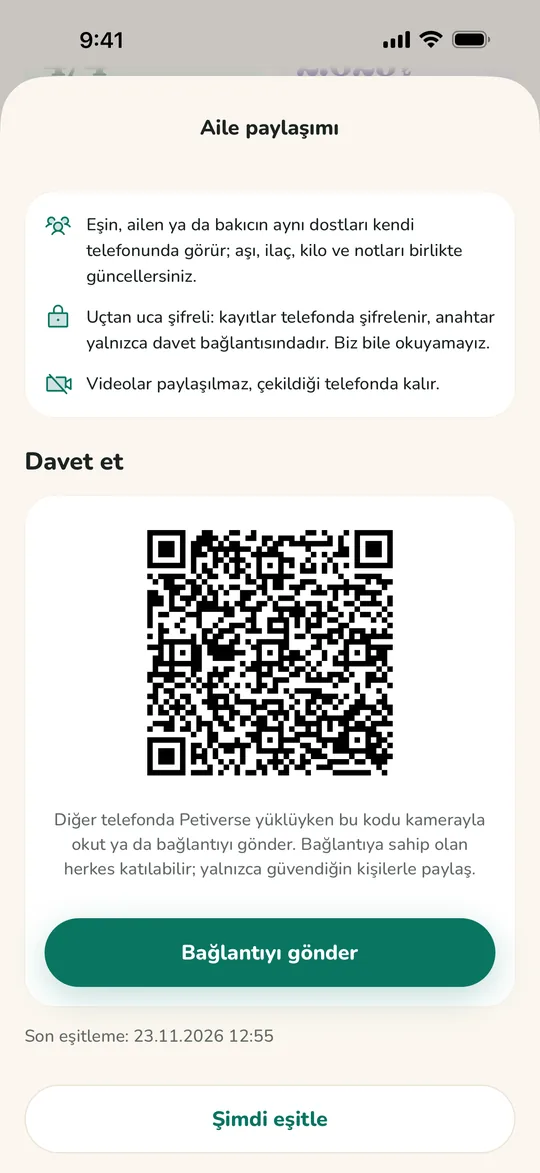 9:41
Aile paylaşımı
Eşin, ailen ya da bakıcın aynı dostları kendi
telefonunda görür; aşı, ilaç, kilo ve notları birlikte
güncellersiniz.
Uçtan uca şifreli: kayıtlar telefonda şifrelenir, anahtar
yalnızca davet bağlantısındadır. Biz bile okuyamayız.
Videolar paylaşılmaz, çekildiği telefonda kalır.
Davet et
Diğer telefonda Petiverse yüklüyken bu kodu kamerayla
okut ya da bağlantıyı gönder. Bağlantıya sahip olan
herkes katılabilir; yalnızca güvendiğin kişilerle paylaş.
Bağlantıyı gönder
Son eşitleme: 23.11.2026 12:55
Şimdi eşitle